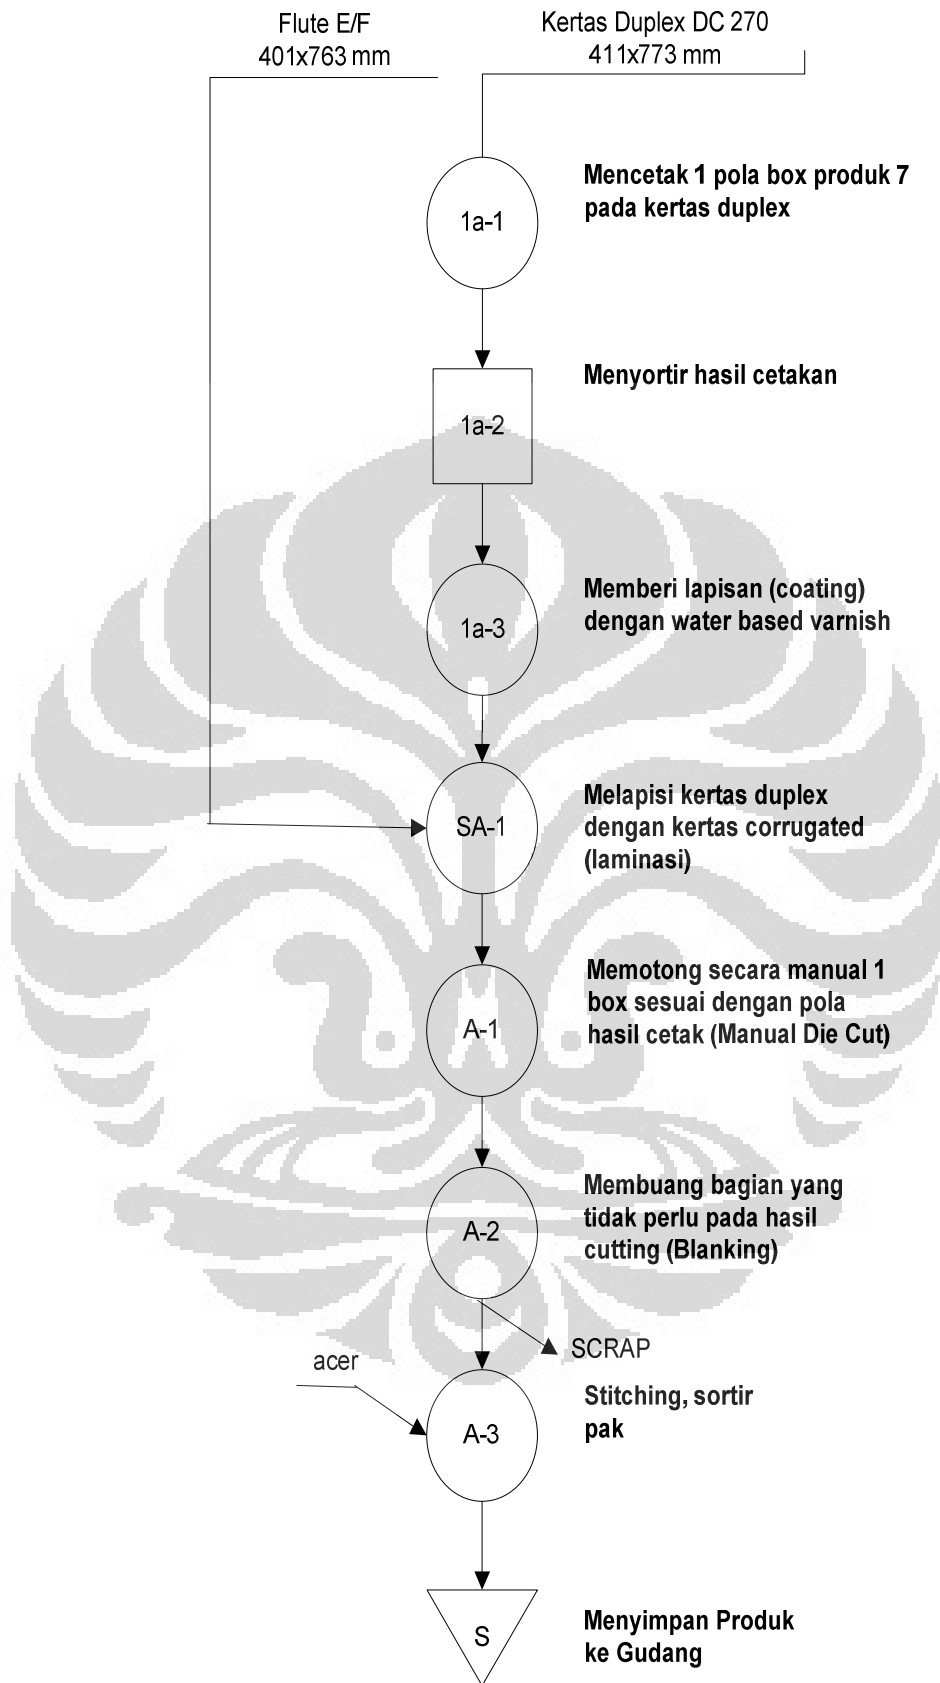 Flute E/F
401x763 mm
Kertas Duplex DC 270
411x773 mm
1a-1
Mencetak 1 pola box produk 7
pada kertas duplex
1a-2
Menyortir hasil cetakan
1a-3
Memberi lapisan (coating)
dengan water based varnish
SA-1
Melapisi kertas duplex
dengan kertas corrugated
(laminasi)
A-1
Memotong secara manual 1
box sesuai dengan pola
hasil cetak (Manual Die Cut)
A-2
Membuang bagian yang
tidak perlu pada hasil
cutting (Blanking)
SCRAP
acer
A-3
Stitching, sortir
pak
S
Menyimpan Produk
ke Gudang